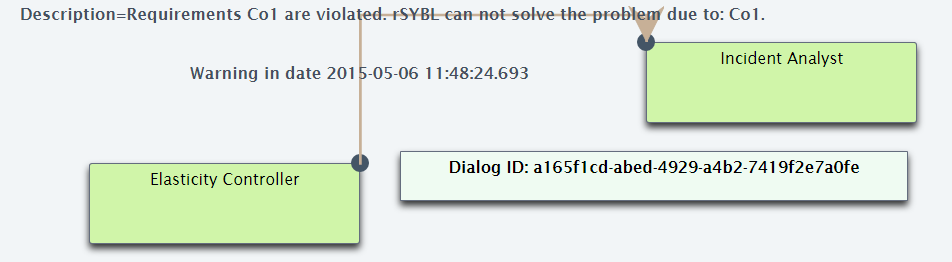 Description=Requirements Co1 are violated. rSYBL can not solve the problem due to: Co1.
Incident Analyst
Warning in date 2015-05-06 11:48:24.693
Dialog ID: a165f1cd-abed-4929-a4b2-7419f2e7a0fe
Elasticity Controller